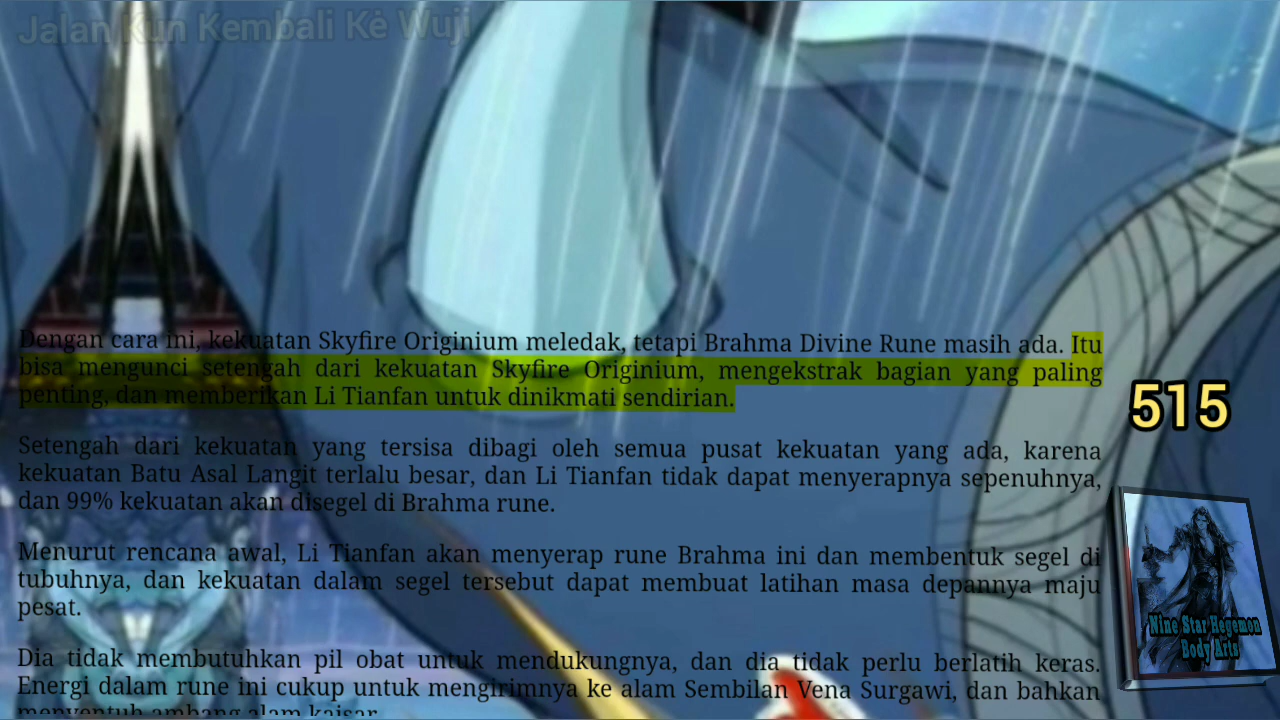 Jalan Kun Kembali Kè Wuji
Dengan cara ini, kekuatan Skyfire Originium meledak, tetapi Brahma Divine Rune masih ada. Itu
bisa mengunci setengah dari kekuatan Skyfire Originium, mengekstrak bagian yang paling
penting, dan memberikan Li Tianfan untuk dinikmati sendirian.
515
Setengah dari kekuatan yang tersisa dibagi oleh semua pusat kekuatan yang ada, karena
kekuatan Batu Asal Langit terlalu besar, dan Li Tianfan tidak dapat menyerapnya sepenuhnya,
dan 99% kekuatan akan disegel di Brahma rune.
Menurut rencana awal, Li Tianfan akan menyerap rune Brahma ini dan membentuk segel di
tubuhnya, dan kekuatan dalam segel tersebut dapat membuat latihan masa depannya maju
pesat.
Nine Star Hegemon
Body Arts
Dia tidak membutuhkan pil obat untuk mendukungnya, dan dia tidak perlu berlatih keras.
Energi dalam rune ini cukup untuk mengirimnya ke alam Sembilan Vena Surgawi, dan bahkan
menyentuh ambang alam kaisar.